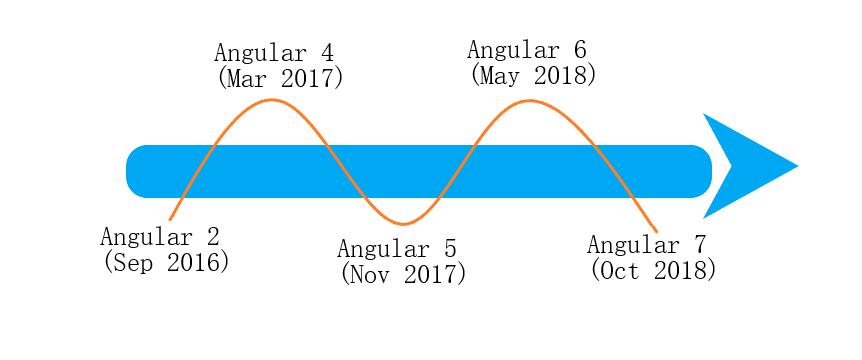 Angular 4
(Mar 2017)
Angular 6
(May 2018)
Angular 2
(Sep 2016)
Angular 5
(Nov 2017)
Angular 7
(Oct 2018)